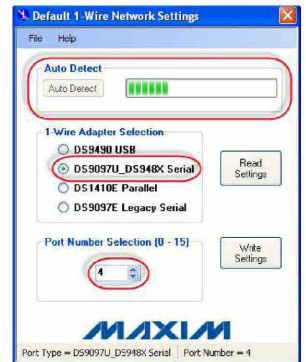 Default 1-Wire Network Settings
File Help
Auto Detect
Auto Detect
1-Wire Adapter Selection
DS9490 USB
DS9097U_DS948X Serial
DS1410E Parallel
DS9097E Legacy Serial
Read Settings
Port Number Selection (0 - 15)
4
Write Settings
MAXIM
Port Type = DS9097U_DS948X Serial Port Number = 4